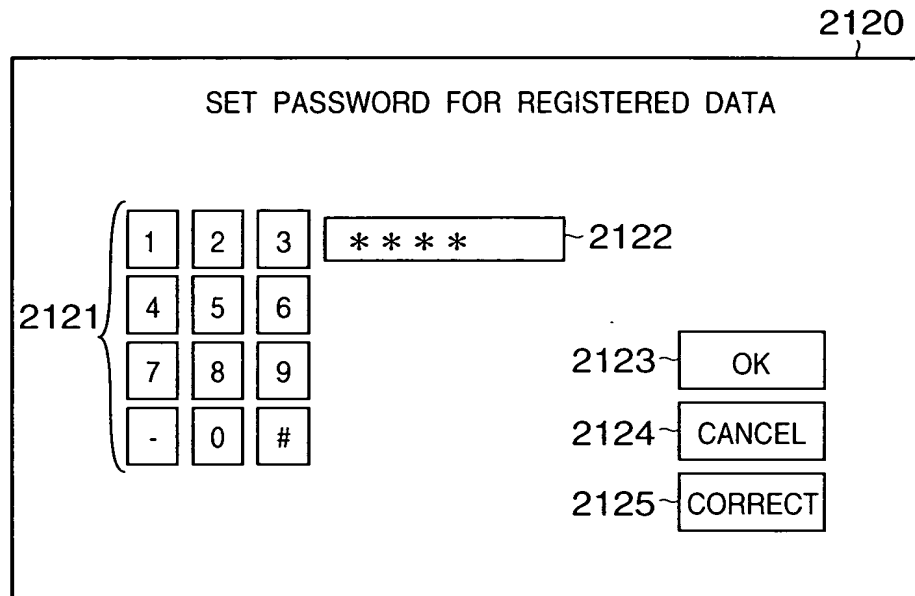 2120
SET PASSWORD FOR REGISTERED DATA
1 2 3 **** 2122
2121 4 5 6
7 8 9 2123 OK
- 0 # 2124 CANCEL
2125 CORRECT